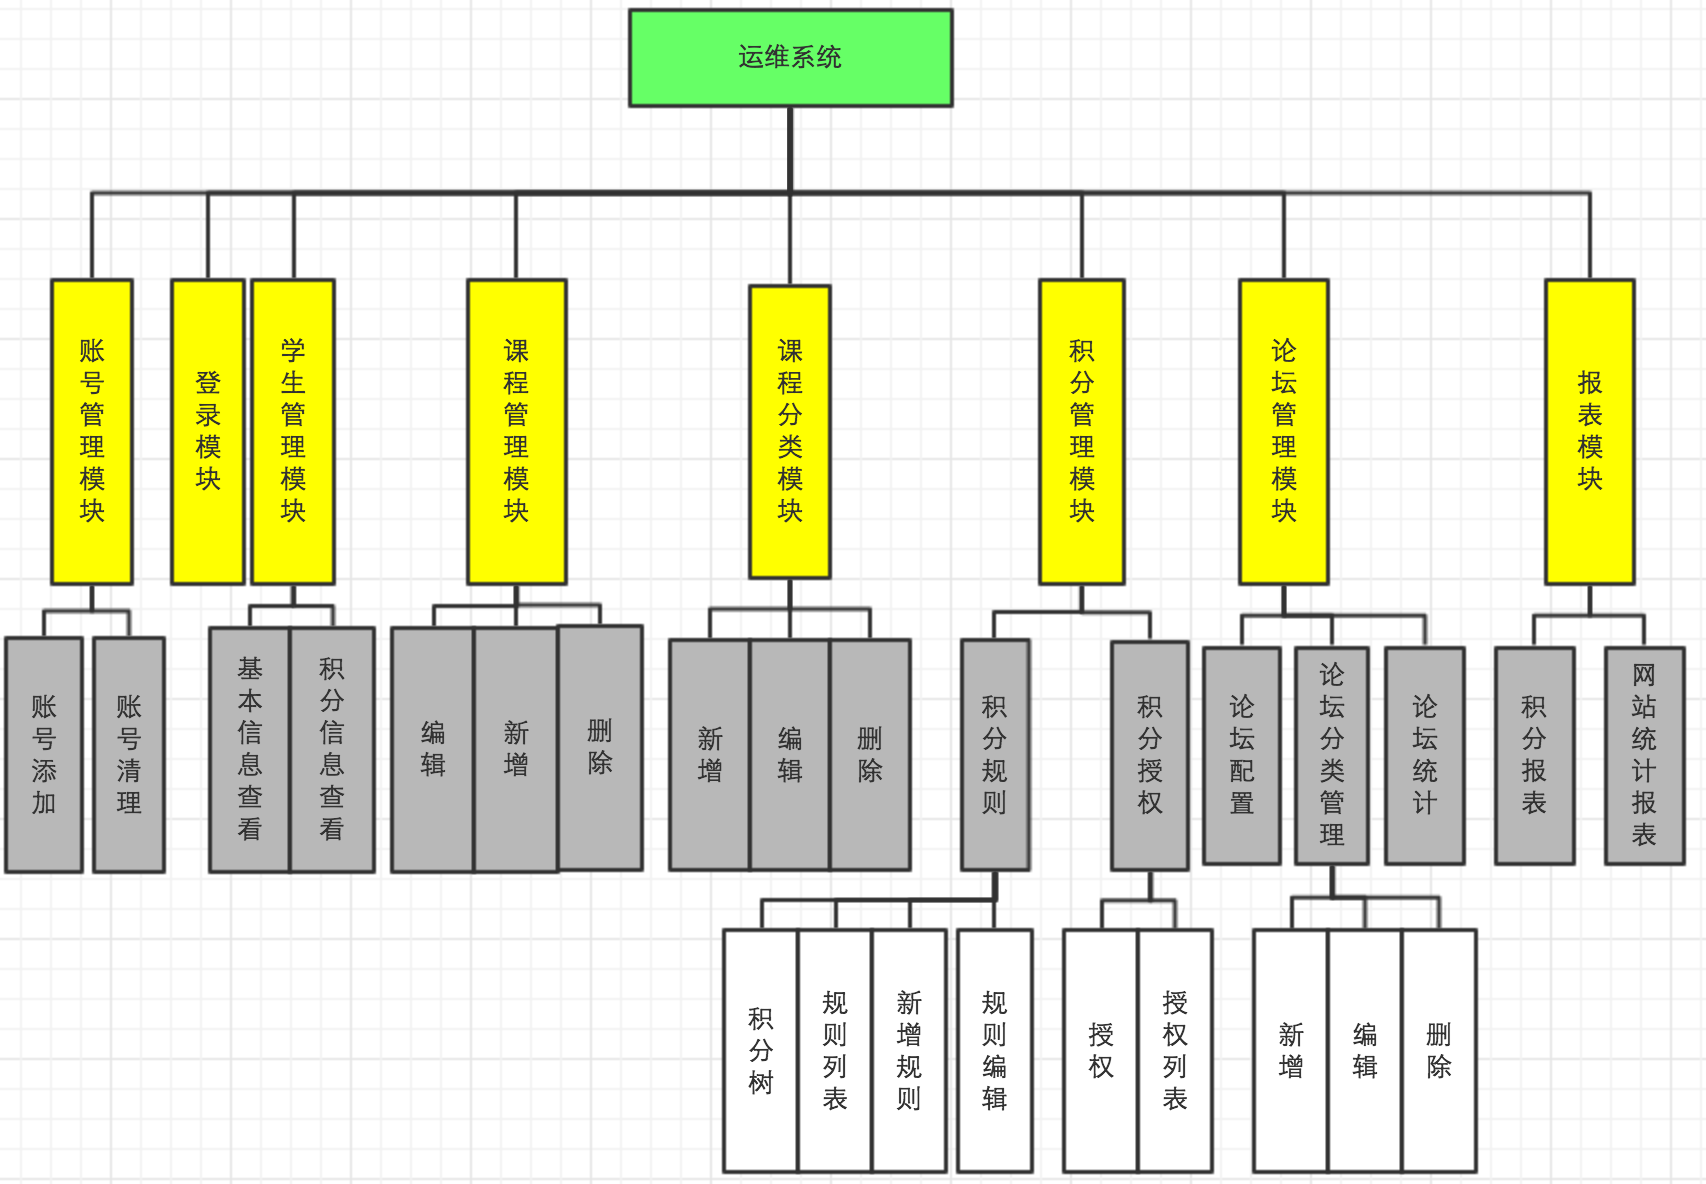 运维系统
账号管理模块
登录模块
学生管理模块
课程管理模块
课程分类模块
积分管理模块
论坛管理模块
报表模块
账号添加
账号清理
基本信息查看
积分信息查看
编辑
新增
删除
新增
编辑
删除
积分规则
积分授权
论坛配置
论坛分类管理
论坛统计
积分报表
网站统计报表
积分树
规则列表
新增规则
规则编辑
授权
授权列表
新增
编辑
删除